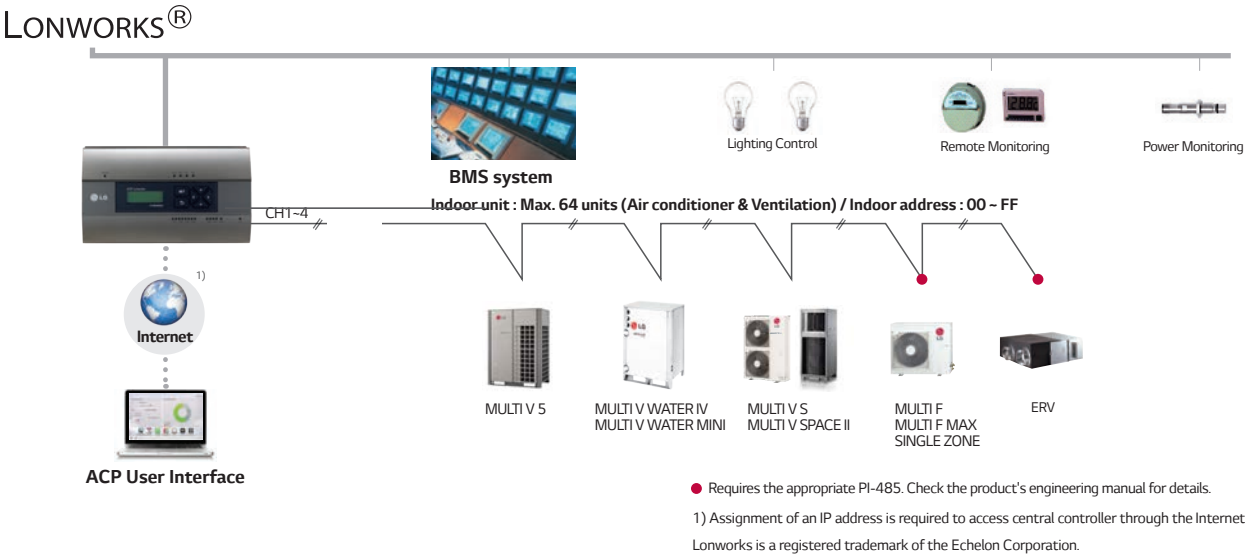 LONWORKS®
Lighting Control
Remote Monitoring
Power Monitoring
BMS system
Indoor unit : Max. 64 units (Air conditioner & Ventilation) / Indoor address : 00 ~ FF
LG
CH1~4
1)
Internet
LG
LG
MULTI V 5
MULTI V WATER IV
MULTI V WATER MINI
MULTI V S
MULTI V SPACE II
MULTI F
MULTI F MAX
SINGLE ZONE
ERV
ACP User Interface
Requires the appropriate PI-485. Check the product's engineering manual for details.
1) Assignment of an IP address is required to access central controller through the Internet
Lonworks is a registered trademark of the Echelon Corporation.